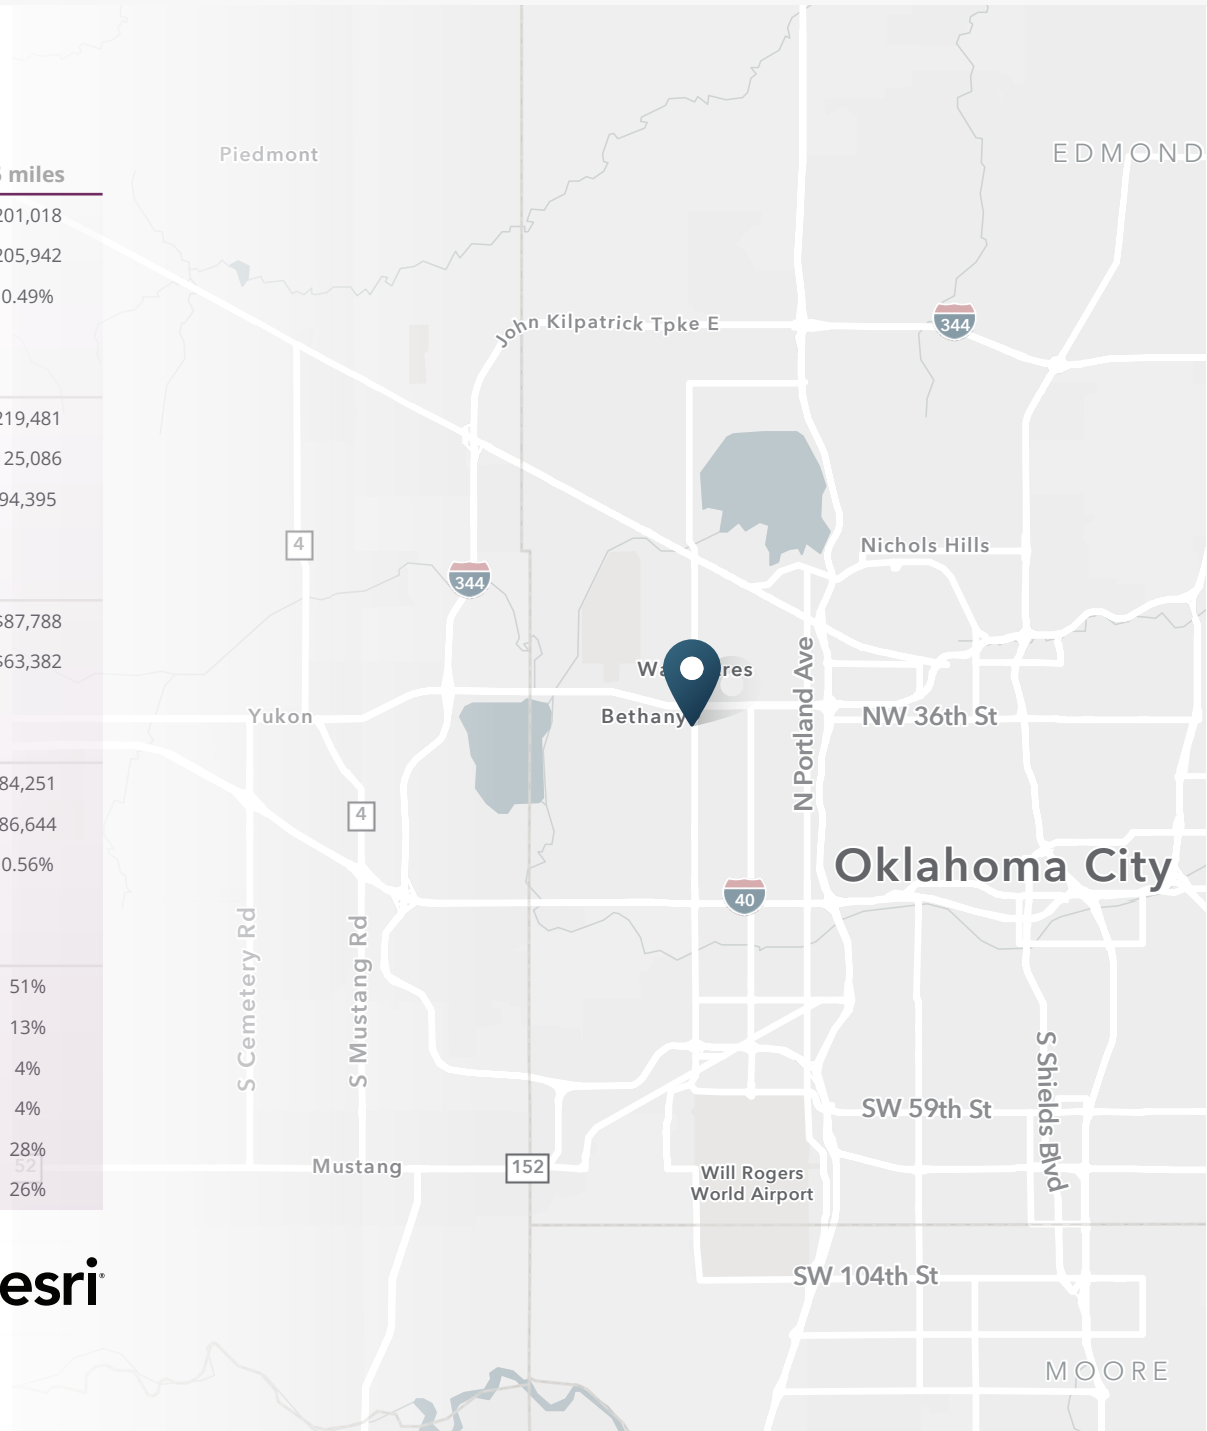 miles
201,018
205,942
0.49%
219,481
25,086
94,395
$87,788
$63,382
84,251
86,644
0.56%
51%
13%
4%
4%
28%
26%
52
esri®
Piedmont
EDMOND
John Kilpatrick Tpke E
344
4
Nichols Hills
344
Yukon
Bethany
N Portland Ave
NW 36th St
4
Oklahoma City
40
S Cemetery Rd
S Mustang Rd
S Shields Blvd
SW 59th St
Mustang
152
Will Rogers
World Airport
SW 104th St
MOORE